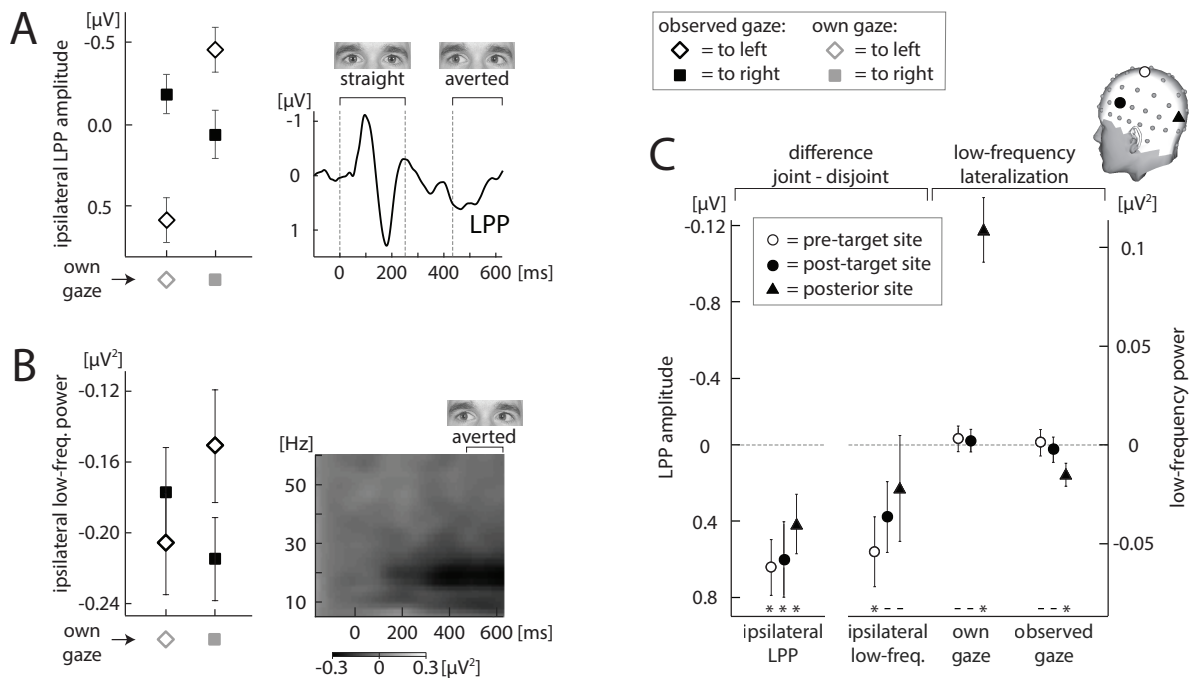 A
[µV]
-0.5
0.0
0.5
ipsilateral LPP amplitude
own
gaze
straight
averted
[µV]
-1
0
1
LPP
0 200 400 600 [ms]
observed gaze:
= to left
= to right
own gaze:
= to left
= to right
B
[µV²]
-0.12
-0.16
-0.20
-0.24
ipsilateral low-freq. power
own
gaze
averted
[Hz]
50
30
10
0 200 400 600 [ms]
-0.3 0 0.3 [µV²]
C
difference
joint - disjoint
low-frequency
lateralization
[µV]
[µV²]
= pre-target site
= post-target site
= posterior site
-0.12
-0.8
-0.4
0
0.4
0.8
LPP amplitude
0.1
0.05
0
-0.05
low-frequency power
* * * * – – – – * – – *
ipsilateral
LPP
ipsilateral
low-freq.
own
gaze
observed
gaze